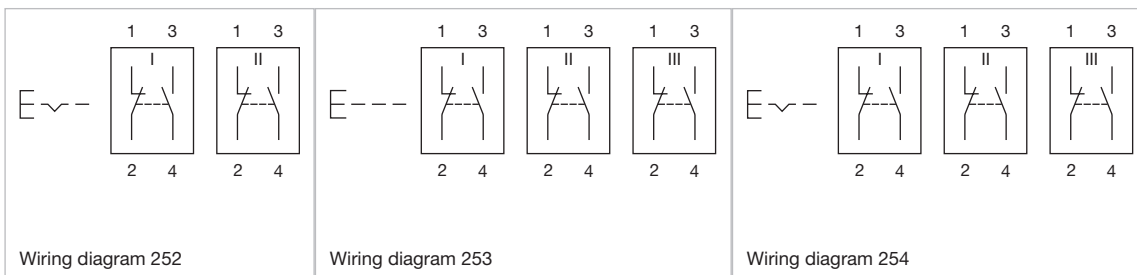 1 3 1 3 1 3 1 3 1 3 1 3 1 3 1 3
I II I II III I II III
2 4 2 4 2 4 2 4 2 4 2 4 2 4 2 4
Wiring diagram 252 Wiring diagram 253 Wiring diagram 254